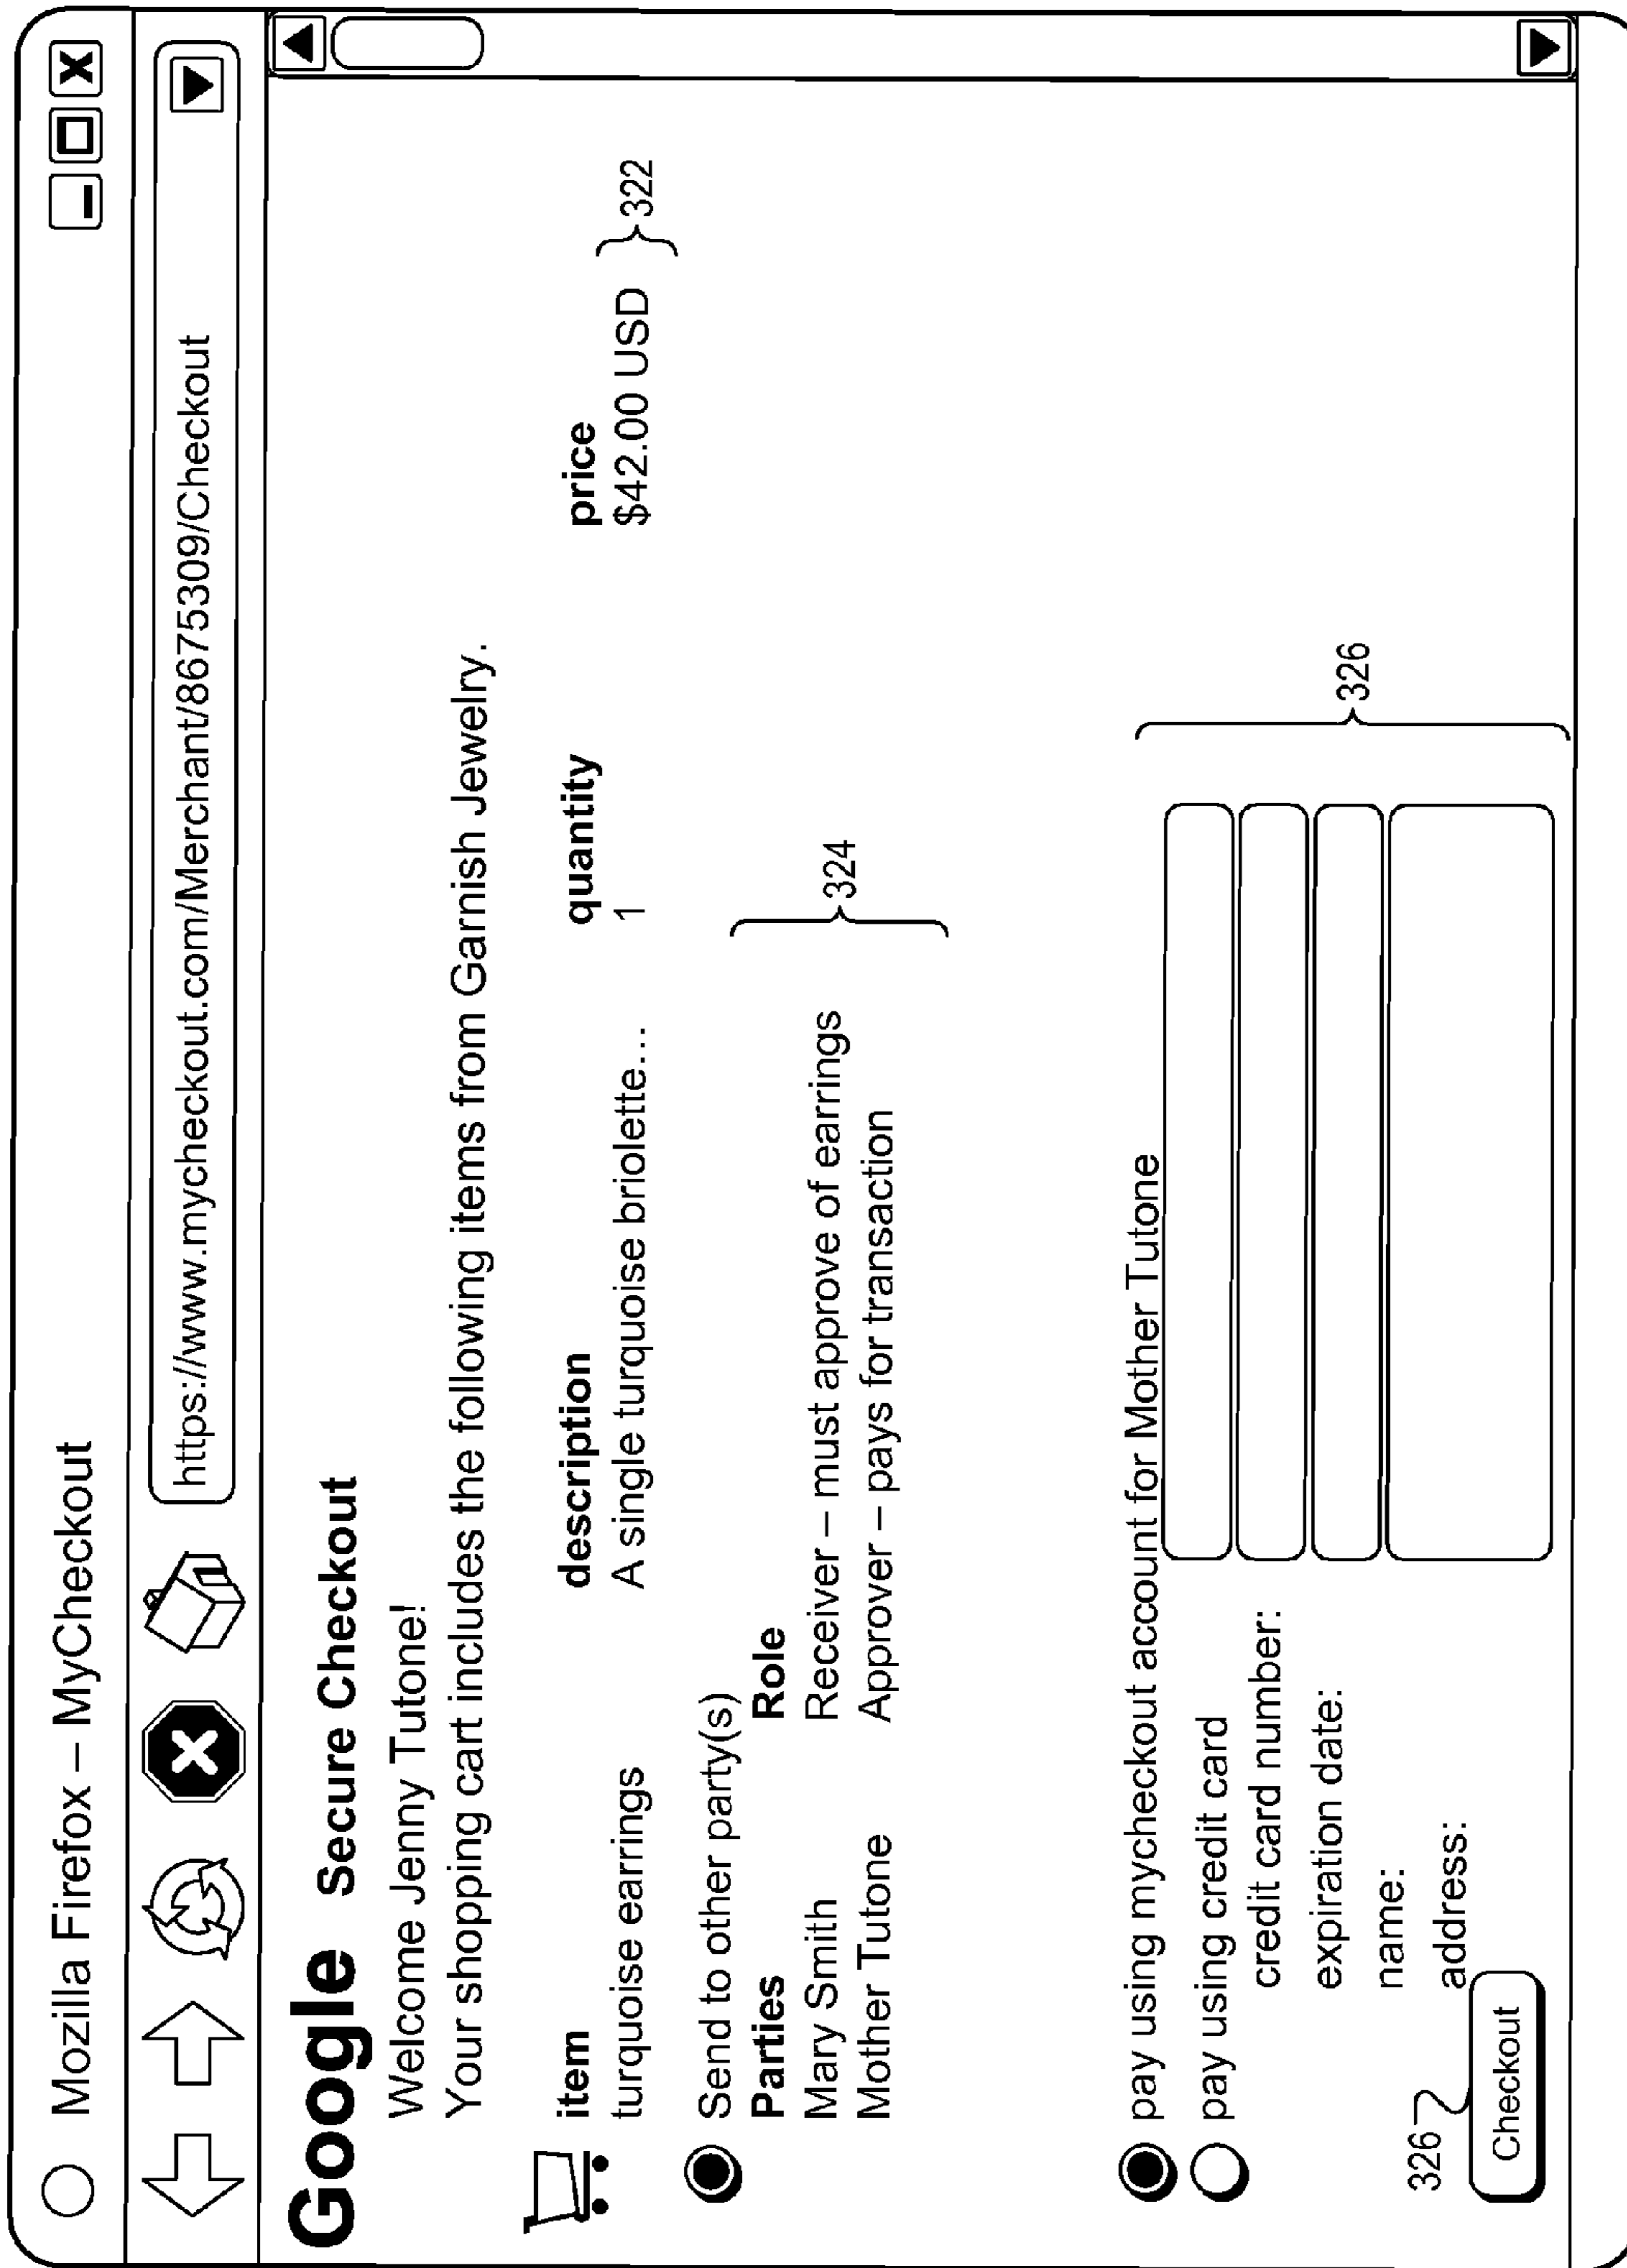 Mozilla Firefox – MyCheckout
https://www.mycheckout.com/Merchant/8675309/Checkout
Google Secure Checkout
Welcome Jenny Tutone!
Your shopping cart includes the following items from Garnish Jewelry.
item description quantity price
turquoise earrings A single turquoise briolette... 1 $42.00 USD 322
Send to other party(s)
Parties Role
Mary Smith Receiver – must approve of earrings 324
Mother Tutone Approver – pays for transaction
pay using mycheckout account for Mother Tutone
pay using credit card
credit card number:
expiration date: 326
name:
address:
326
Checkout